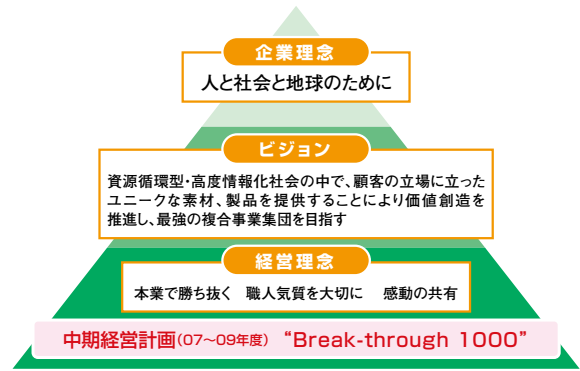 企業理念
人と社会と地球のために
ビジョン
資源循環型・高度情報化社会の中で、顧客の立場に立った
ユニークな素材、製品を提供することにより価値創造を
推進し、最強の複合事業集団を目指す
経営理念
本業で勝ち抜く 職人気質を大切に 感動の共有
中期経営計画(07〜09年度) “Break-through 1000”